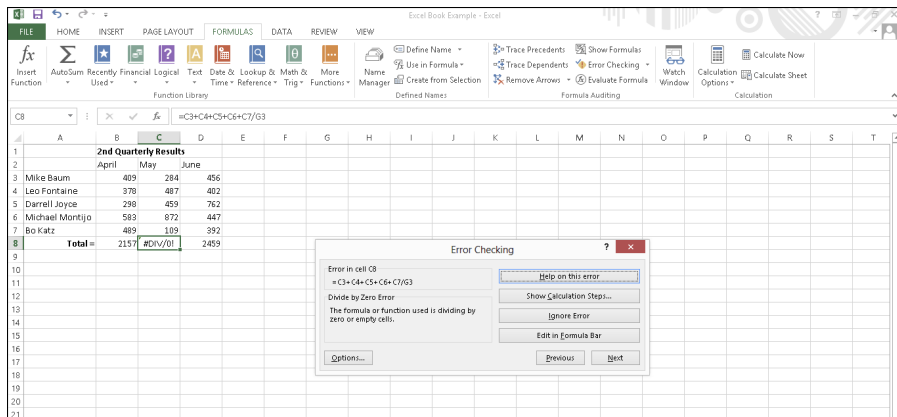 Excel Book Example - Excel
FILE HOME INSERT PAGE LAYOUT FORMULAS DATA REVIEW VIEW
fx Σ ? A θ
Insert Function
AutoSum
Recently Used
Financial
Logical
Text
Date & Time
Lookup & Reference
Math & Trig
More Functions
Function Library
Name Manager
Define Name
Use in Formula
Create from Selection
Defined Names
Trace Precedents
Trace Dependents
Remove Arrows
Show Formulas
Error Checking
Evaluate Formula
Formula Auditing
Watch Window
Calculation Options
Calculate Now
Calculate Sheet
Calculation
C8 fx =C3+C4+C5+C6+C7/G3
A B C D E F G H I J K L M N O P Q R S T
1 2nd Quarterly Results
2 April May June
3 Mike Baum 409 284 456
4 Leo Fontaine 378 487 402
5 Darrell Joyce 298 459 762
6 Michael Montijo 583 872 447
7 Bo Katz 489 109 392
8 Total = 2157 #DIV/0! 2459
9
10
11
12
13
14
15
16
17
18
19
20
21
Error Checking ? ×
Error in cell C8
=C3+C4+C5+C6+C7/G3
Divide by Zero Error
The formula or function used is dividing by
zero or empty cells.
Help on this error
Show Calculation Steps...
Ignore Error
Edit in Formula Bar
Options...
Previous
Next